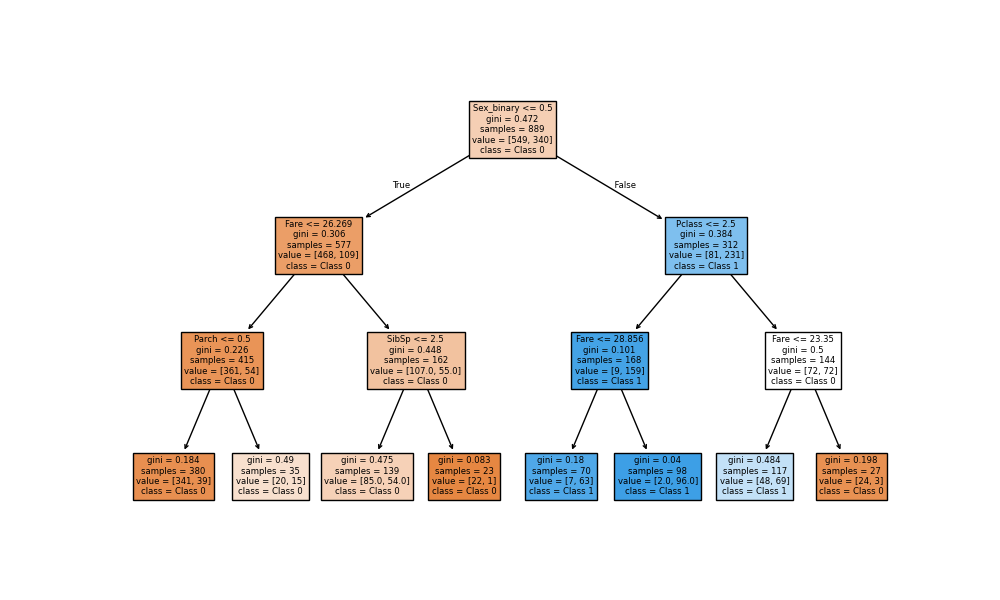 Sex_binary <= 0.5
gini = 0.472
samples = 889
value = [549, 340]
class = Class 0
True
False
Fare <= 26.269
gini = 0.306
samples = 577
value = [468, 109]
class = Class 0
Pclass <= 2.5
gini = 0.384
samples = 312
value = [81, 231]
class = Class 1
Parch <= 0.5
gini = 0.226
samples = 415
value = [361, 54]
class = Class 0
SibSp <= 2.5
gini = 0.448
samples = 162
value = [107.0, 55.0]
class = Class 0
Fare <= 28.856
gini = 0.101
samples = 168
value = [9, 159]
class = Class 1
Fare <= 23.35
gini = 0.5
samples = 144
value = [72, 72]
class = Class 0
gini = 0.184
samples = 380
value = [341, 39]
class = Class 0
gini = 0.49
samples = 35
value = [20, 15]
class = Class 0
gini = 0.475
samples = 139
value = [85.0, 54.0]
class = Class 0
gini = 0.083
samples = 23
value = [22, 1]
class = Class 0
gini = 0.18
samples = 70
value = [7, 63]
class = Class 1
gini = 0.04
samples = 98
value = [2.0, 96.0]
class = Class 1
gini = 0.484
samples = 117
value = [48, 69]
class = Class 1
gini = 0.198
samples = 27
value = [24, 3]
class = Class 0